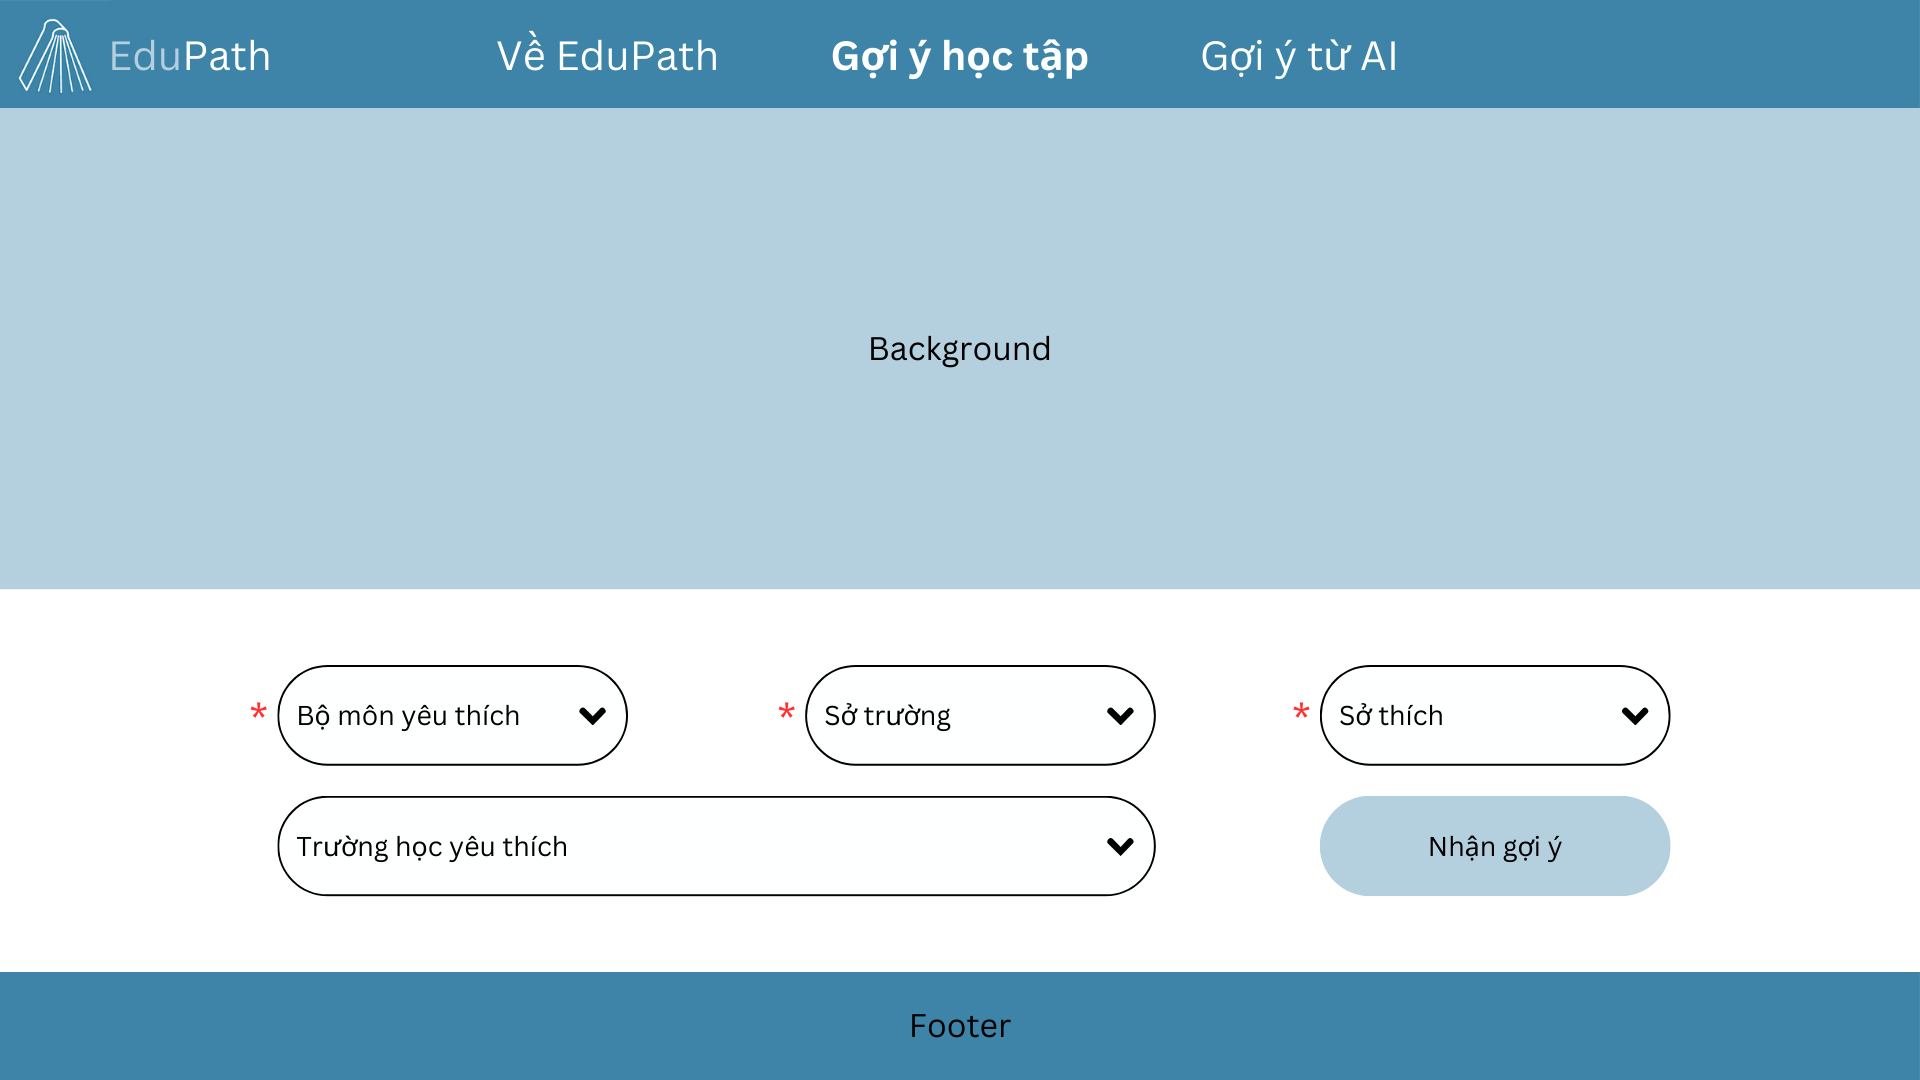 EduPath
Về EduPath
Gợi ý học tập
Gợi ý từ AI
Background
* Bộ môn yêu thích
* Sở trường
* Sở thích
Trường học yêu thích
Nhận gợi ý
Footer